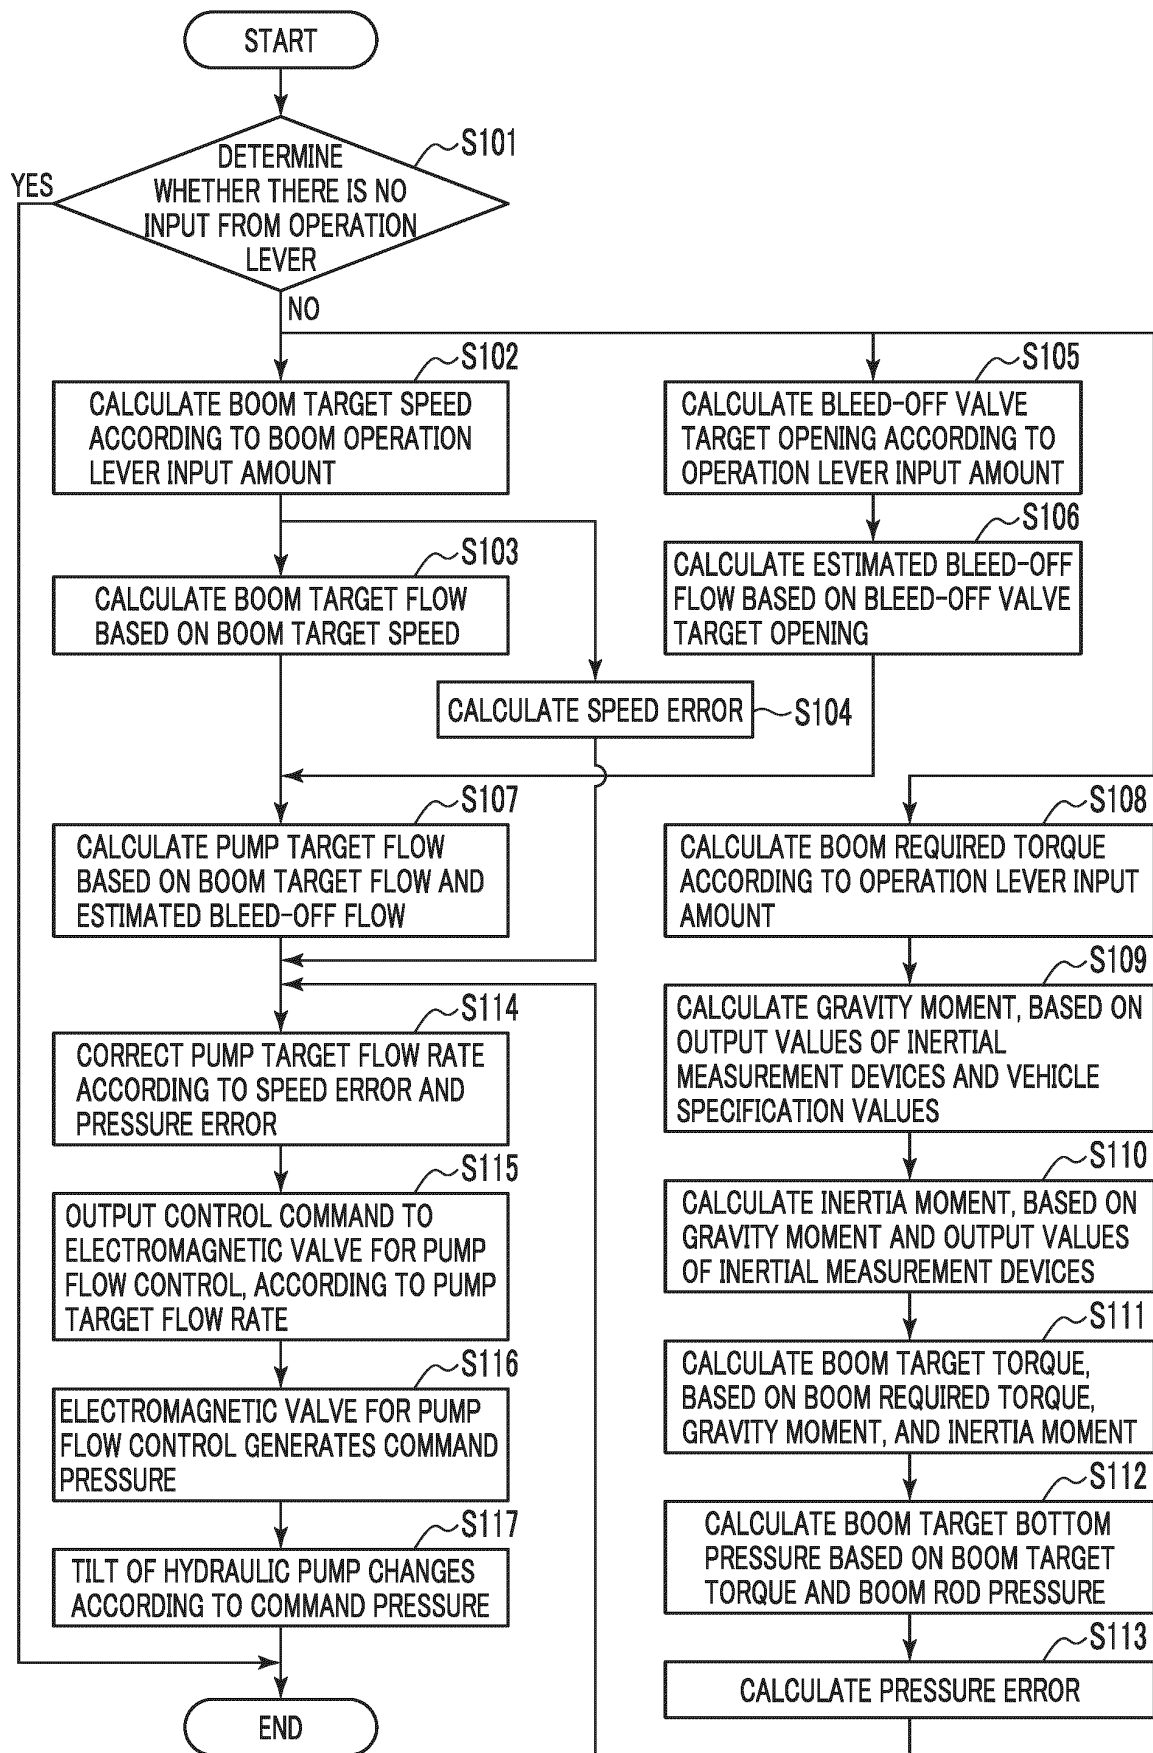 START
S101
DETERMINE
WHETHER THERE IS NO
INPUT FROM OPERATION
LEVER
YES
NO
S102
CALCULATE BOOM TARGET SPEED
ACCORDING TO BOOM OPERATION
LEVER INPUT AMOUNT
S103
CALCULATE BOOM TARGET FLOW
BASED ON BOOM TARGET SPEED
CALCULATE SPEED ERROR
S104
S105
CALCULATE BLEED-OFF VALVE
TARGET OPENING ACCORDING TO
OPERATION LEVER INPUT AMOUNT
S106
CALCULATE ESTIMATED BLEED-OFF
FLOW BASED ON BLEED-OFF VALVE
TARGET OPENING
S107
CALCULATE PUMP TARGET FLOW
BASED ON BOOM TARGET FLOW AND
ESTIMATED BLEED-OFF FLOW
S108
CALCULATE BOOM REQUIRED TORQUE
ACCORDING TO OPERATION LEVER INPUT
AMOUNT
S109
CALCULATE GRAVITY MOMENT, BASED ON
OUTPUT VALUES OF INERTIAL
MEASUREMENT DEVICES AND VEHICLE
SPECIFICATION VALUES
S110
CALCULATE INERTIA MOMENT, BASED ON
GRAVITY MOMENT AND OUTPUT VALUES
OF INERTIAL MEASUREMENT DEVICES
S111
CALCULATE BOOM TARGET TORQUE,
BASED ON BOOM REQUIRED TORQUE,
GRAVITY MOMENT, AND INERTIA MOMENT
S112
CALCULATE BOOM TARGET BOTTOM
PRESSURE BASED ON BOOM TARGET
TORQUE AND BOOM ROD PRESSURE
S113
CALCULATE PRESSURE ERROR
S114
CORRECT PUMP TARGET FLOW RATE
ACCORDING TO SPEED ERROR AND
PRESSURE ERROR
S115
OUTPUT CONTROL COMMAND TO
ELECTROMAGNETIC VALVE FOR PUMP
FLOW CONTROL, ACCORDING TO PUMP
TARGET FLOW RATE
S116
ELECTROMAGNETIC VALVE FOR PUMP
FLOW CONTROL GENERATES COMMAND
PRESSURE
S117
TILT OF HYDRAULIC PUMP CHANGES
ACCORDING TO COMMAND PRESSURE
END